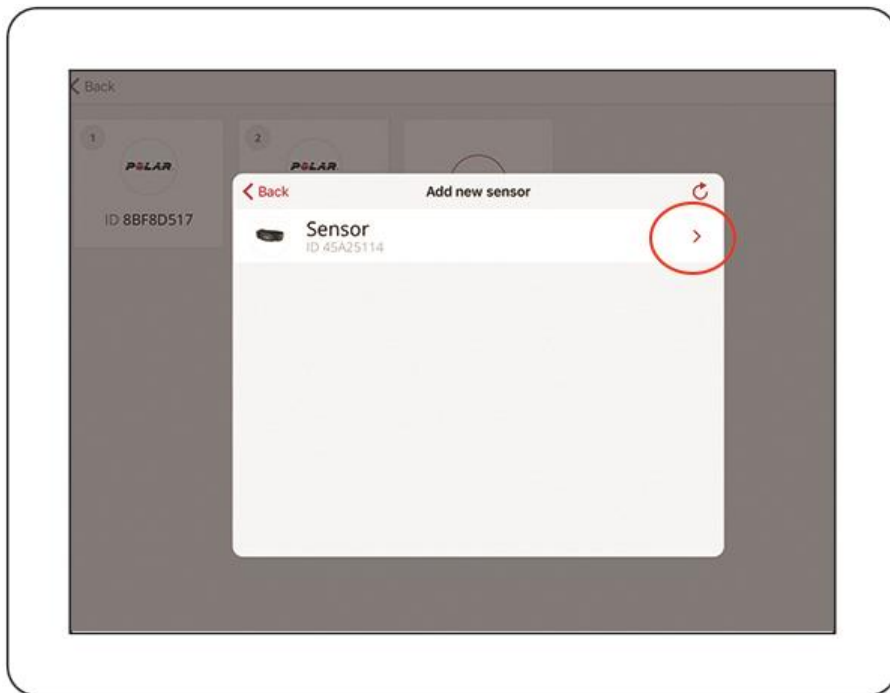 Back
1
POLAR
ID 8BF8D517
2
POLAR
Back
Add new sensor
Sensor
ID 45A25114